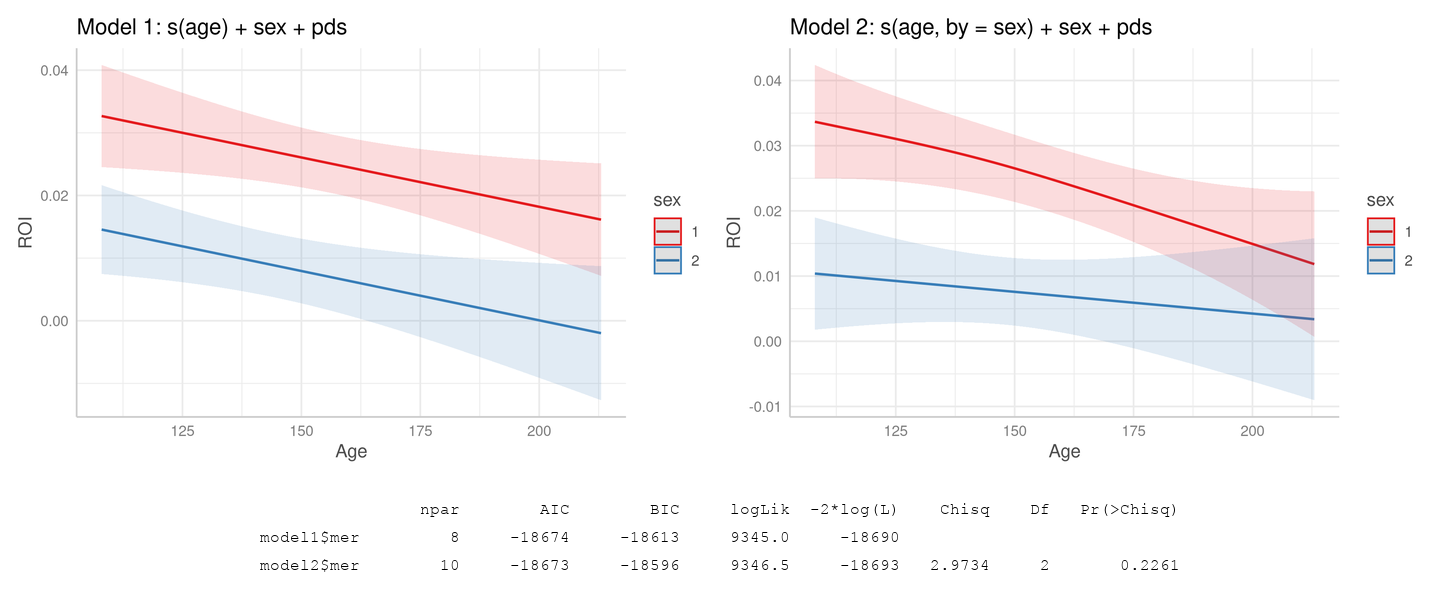 Model 1: s(age) + sex + pds
0.04
0.02
0.00
ROI
125 150 175 200
Age
sex
1
2
Model 2: s(age, by = sex) + sex + pds
0.04
0.03
0.02
0.01
0.00
-0.01
ROI
125 150 175 200
Age
sex
1
2
npar AIC BIC logLik -2*log(L) Chisq Df Pr(>Chisq)
model1$mer 8 -18674 -18613 9345.0 -18690
model2$mer 10 -18673 -18596 9346.5 -18693 2.9734 2 0.2261